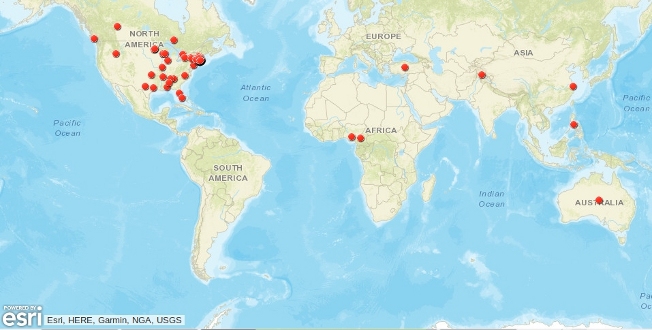 NORTH
AMERICA
EUROPE
ASIA
Atlantic
Ocean
Pacific
Ocean
Pacific
Ocean
AFRICA
SOUTH
AMERICA
Indian
Ocean
AUSTRALIA
POWERED BY
esri
Esri, HERE, Garmin, NGA, USGS